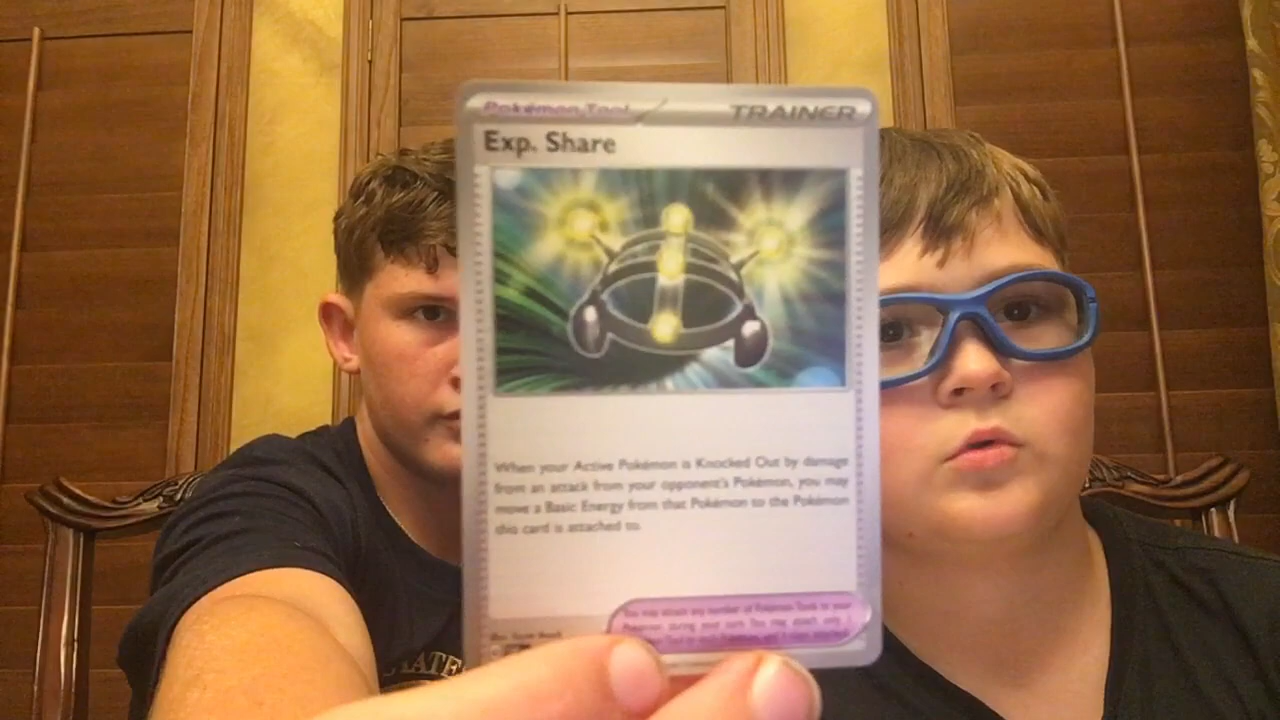 Pokémon Tool TRAINER
Exp. Share
When your Active Pokémon is Knocked Out by damage
from an attack from your opponent's Pokémon, you may
move a Basic Energy from that Pokémon to the Pokémon
this card is attached to.
You may attach any number of Pokémon Tools to your
Pokémon during your turn. You may attach only